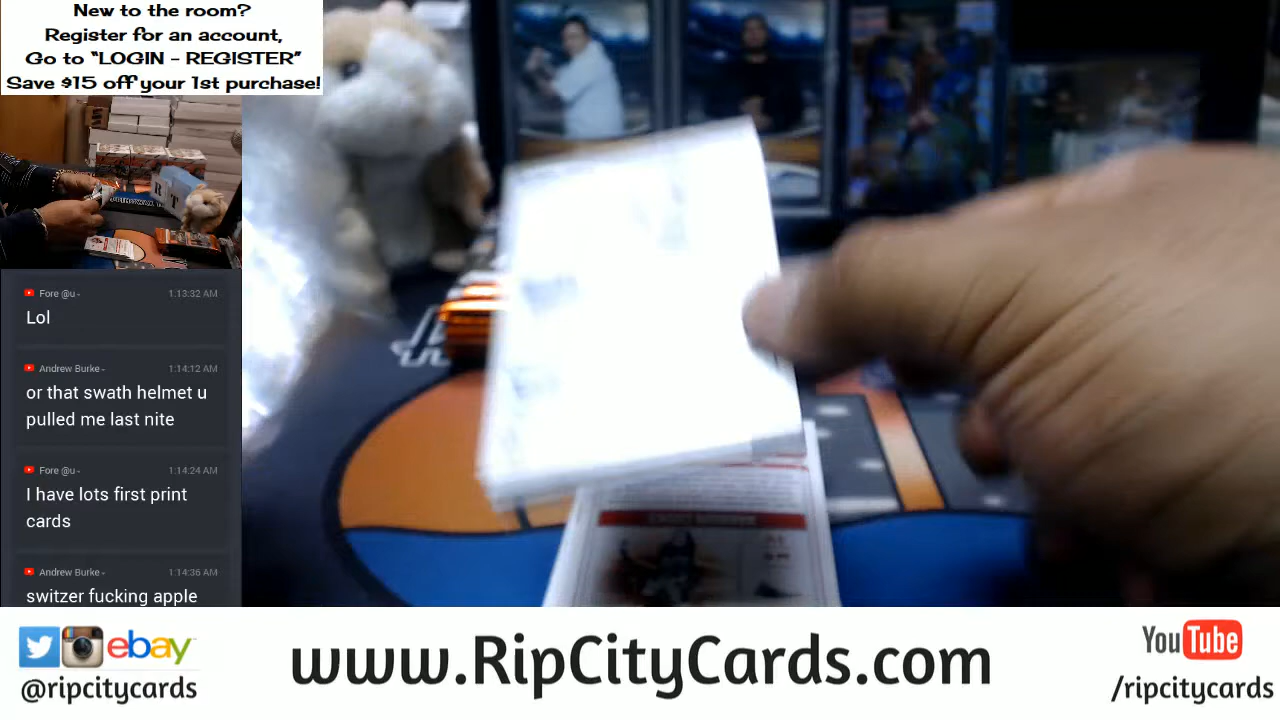 New to the room?
Register for an account,
Go to "LOGIN - REGISTER"
Save $15 off your 1st purchase!
Fore @u -
1:13:32 AM
Lol
Andrew Burke -
1:14:12 AM
or that swath helmet u
pulled me last nite
Fore @u -
1:14:24 AM
I have lots first print
cards
Andrew Burke -
1:14:36 AM
switzer fucking apple
ebay
@ripcitycards
www.RipCityCards.com
YouTube
/ripcitycards